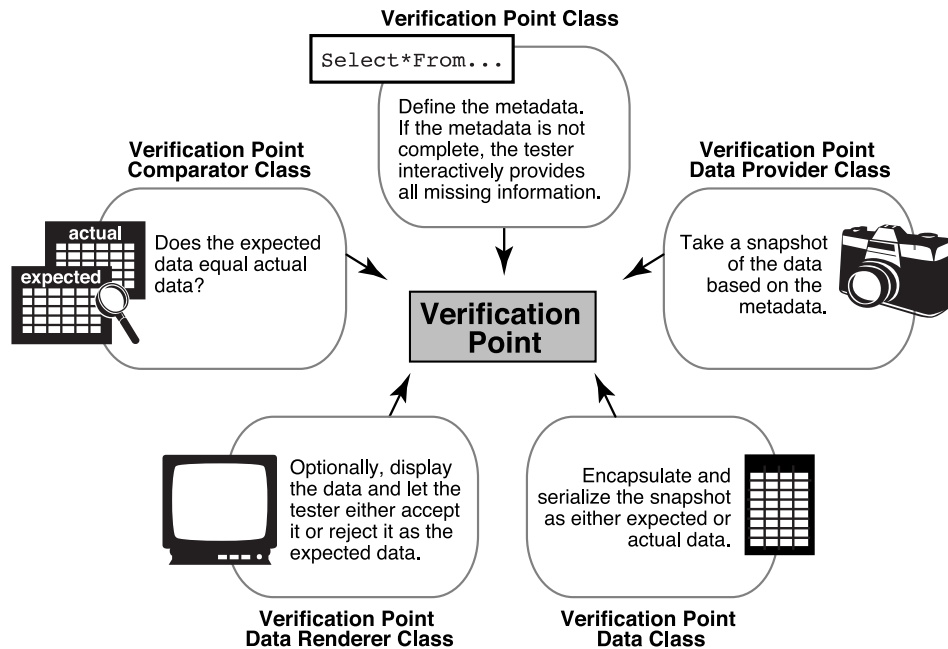 Verification Point Class
Select*From...
Define the metadata.
If the metadata is not
complete, the tester
interactively provides
all missing information.
Verification Point
Comparator Class
actual
expected
Does the expected
data equal actual
data?
Verification Point
Data Provider Class
Take a snapshot
of the data
based on the
metadata.
Verification
Point
Optionally, display
the data and let the
tester either accept
it or reject it as the
expected data.
Verification Point
Data Renderer Class
Encapsulate and
serialize the snapshot
as either expected or
actual data.
Verification Point
Data Class